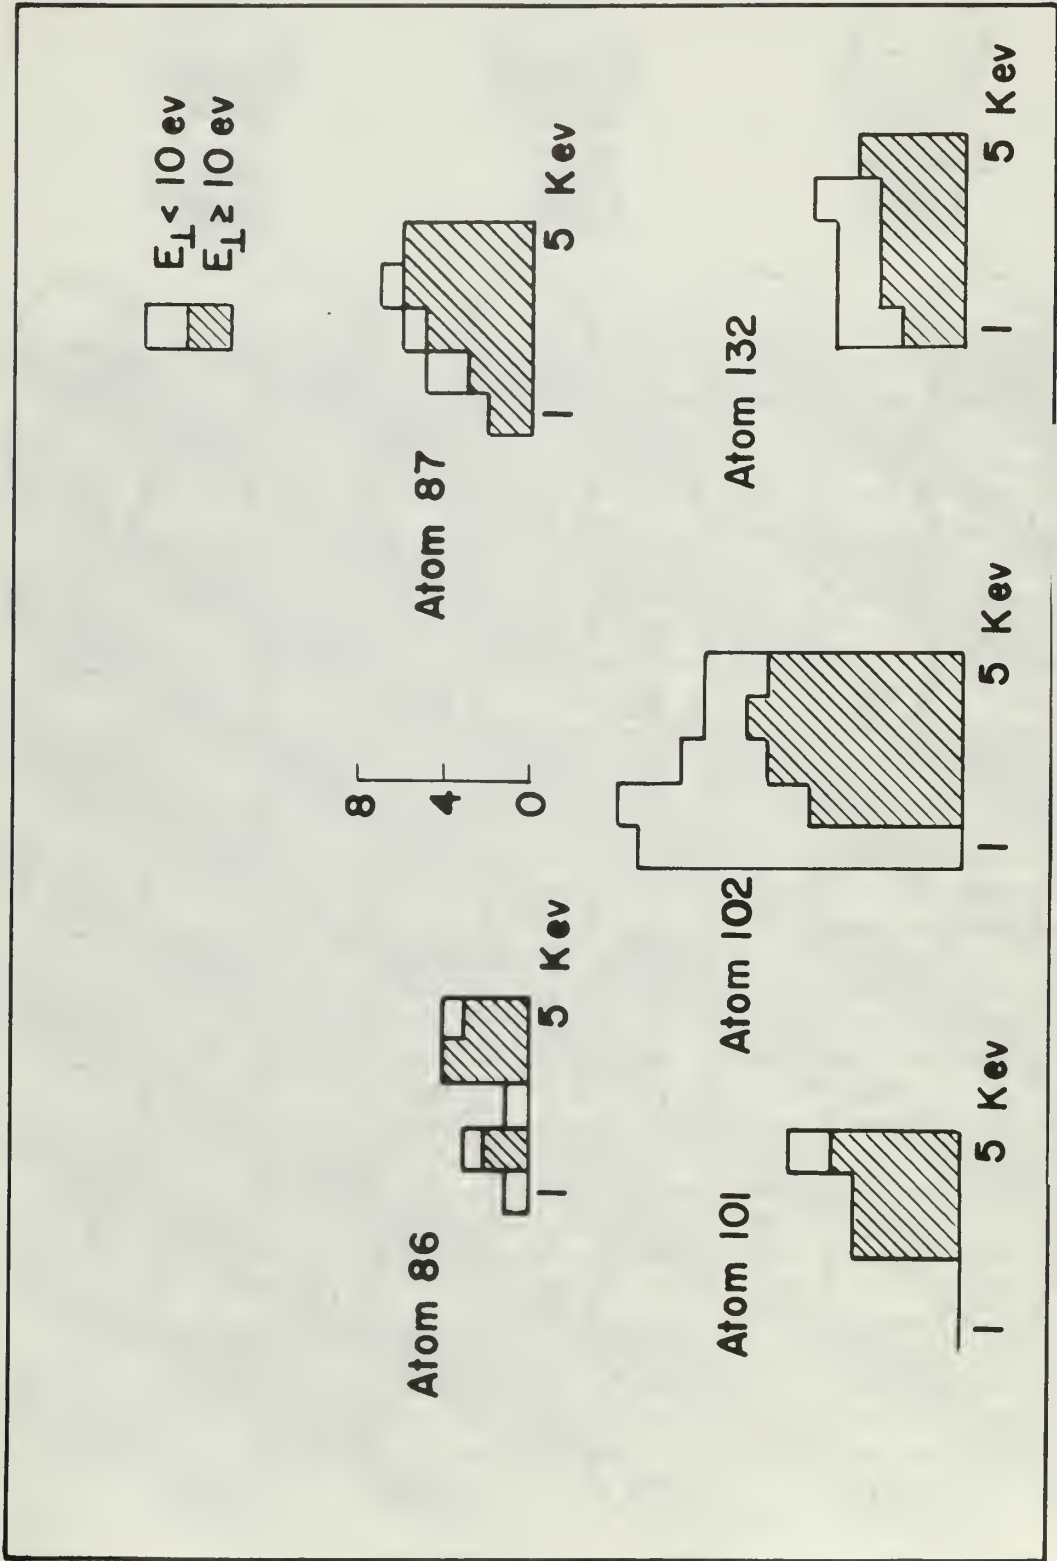 E⊥ < 10 ev
E⊥ ≥ 10 ev
Atom 86
1 5 Kev
8
4
0
Atom 87
1 5 Kev
Atom 101
1 5 Kev
Atom 102
1 5 Kev
Atom 132
1 5 Kev